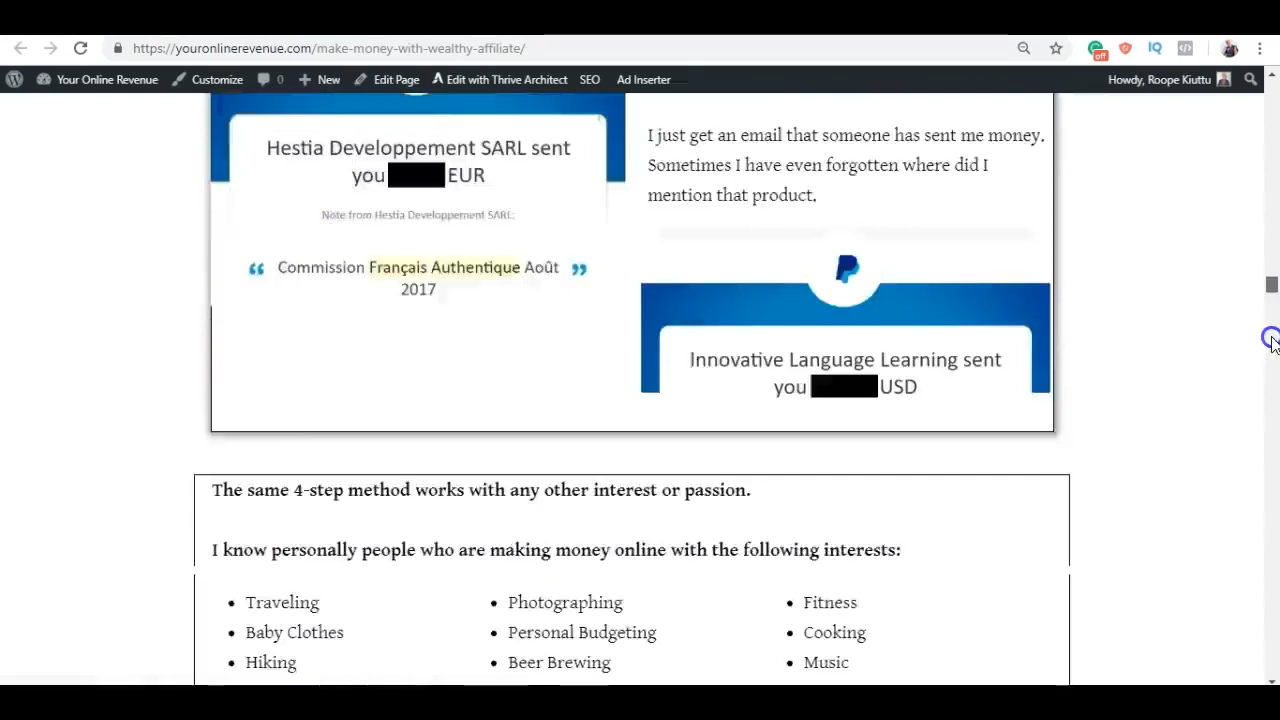 https://youronlinerevenue.com/make-money-with-wealthy-affiliate/
off
IQ
Your Online Revenue
Customize
0
New
Edit Page
Edit with Thrive Architect
SEO
Ad Inserter
Howdy, Roope Kiuttu
Hestia Developpement SARL sent
you EUR
Note from Hestia Developpement SARL:
“ Commission Français Authentique Août ”
2017
I just get an email that someone has sent me money.
Sometimes I have even forgotten where did I
mention that product.
Innovative Language Learning sent
you USD
The same 4-step method works with any other interest or passion.
I know personally people who are making money online with the following interests:
• Traveling
• Baby Clothes
• Hiking
• Photographing
• Personal Budgeting
• Beer Brewing
• Fitness
• Cooking
• Music